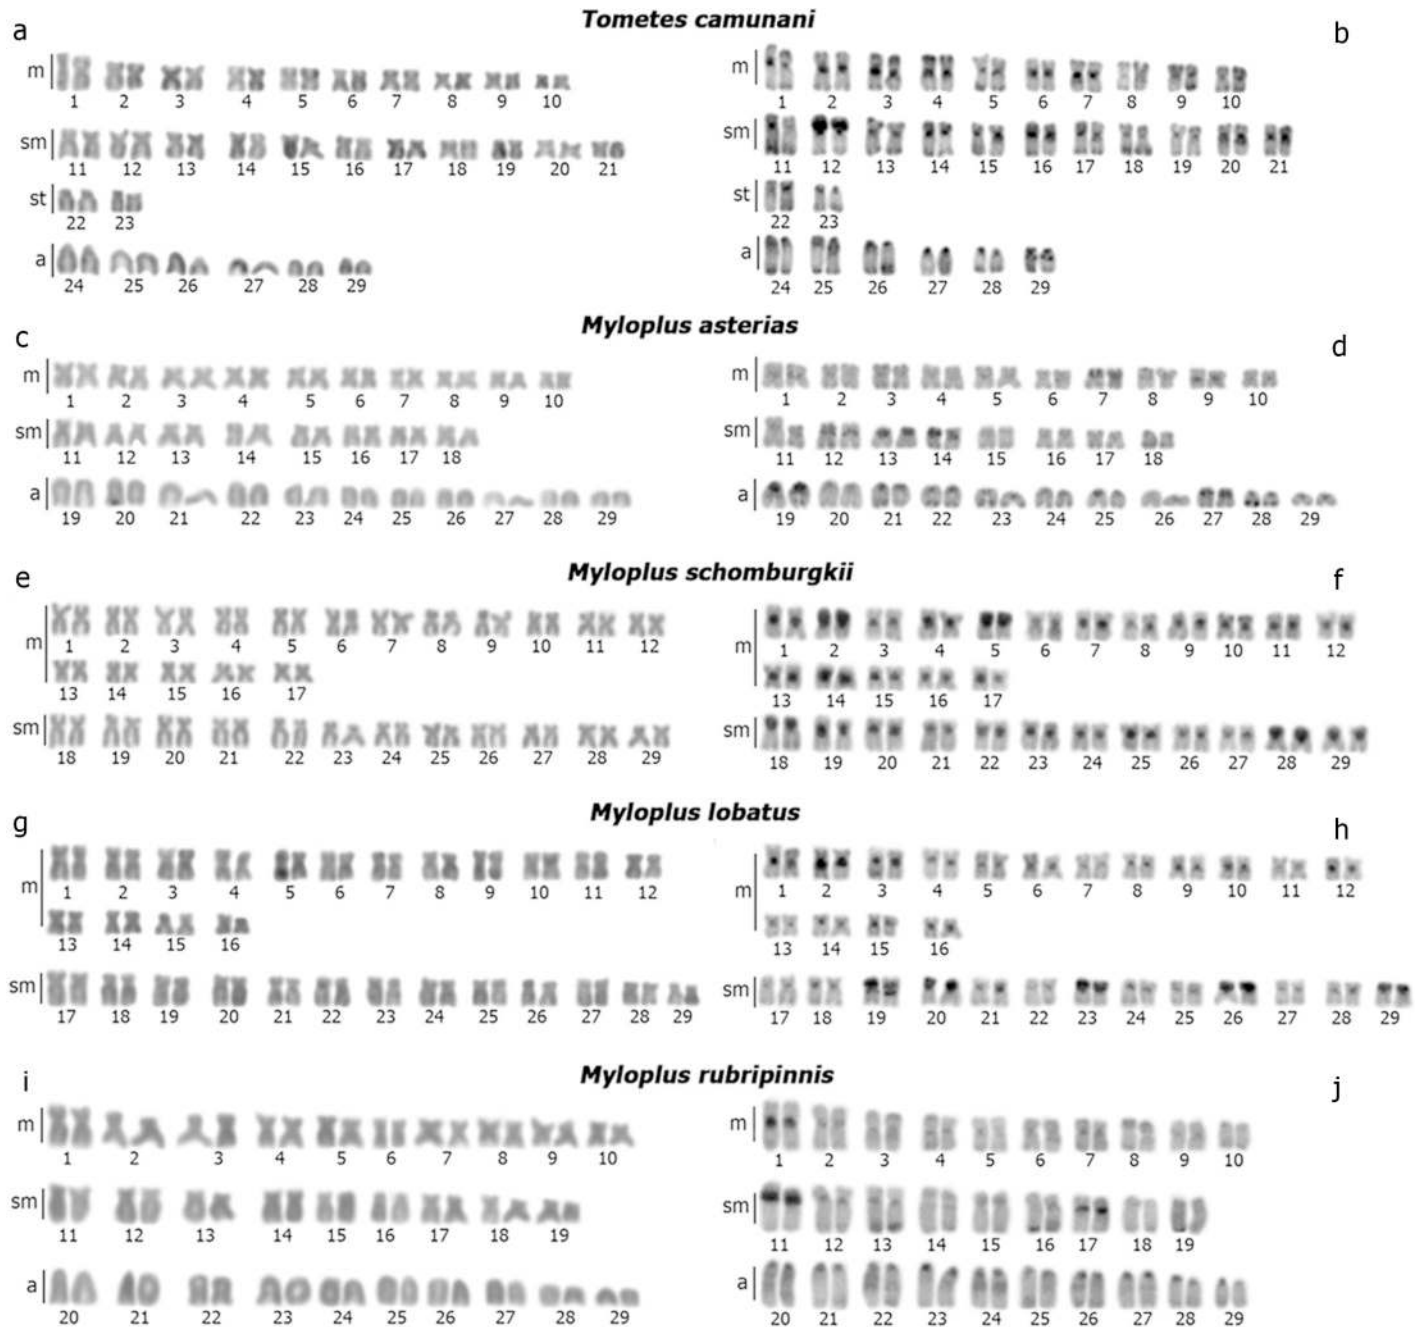 Tometes camunani
a
b
m
1 2 3 4 5 6 7 8 9 10
m
1 2 3 4 5 6 7 8 9 10
sm
11 12 13 14 15 16 17 18 19 20 21
sm
11 12 13 14 15 16 17 18 19 20 21
st
22 23
st
22 23
a
24 25 26 27 28 29
a
24 25 26 27 28 29
Myloplus asterias
c
d
m
1 2 3 4 5 6 7 8 9 10
m
1 2 3 4 5 6 7 8 9 10
sm
11 12 13 14 15 16 17 18
sm
11 12 13 14 15 16 17 18
a
19 20 21 22 23 24 25 26 27 28 29
a
19 20 21 22 23 24 25 26 27 28 29
Myloplus schomburgkii
e
f
m
1 2 3 4 5 6 7 8 9 10 11 12
13 14 15 16 17
m
1 2 3 4 5 6 7 8 9 10 11 12
13 14 15 16 17
sm
18 19 20 21 22 23 24 25 26 27 28 29
sm
18 19 20 21 22 23 24 25 26 27 28 29
Myloplus lobatus
g
h
m
1 2 3 4 5 6 7 8 9 10 11 12
13 14 15 16
m
1 2 3 4 5 6 7 8 9 10 11 12
13 14 15 16
sm
17 18 19 20 21 22 23 24 25 26 27 28 29
sm
17 18 19 20 21 22 23 24 25 26 27 28 29
Myloplus rubripinnis
i
j
m
1 2 3 4 5 6 7 8 9 10
m
1 2 3 4 5 6 7 8 9 10
sm
11 12 13 14 15 16 17 18 19
sm
11 12 13 14 15 16 17 18 19
a
20 21 22 23 24 25 26 27 28 29
a
20 21 22 23 24 25 26 27 28 29